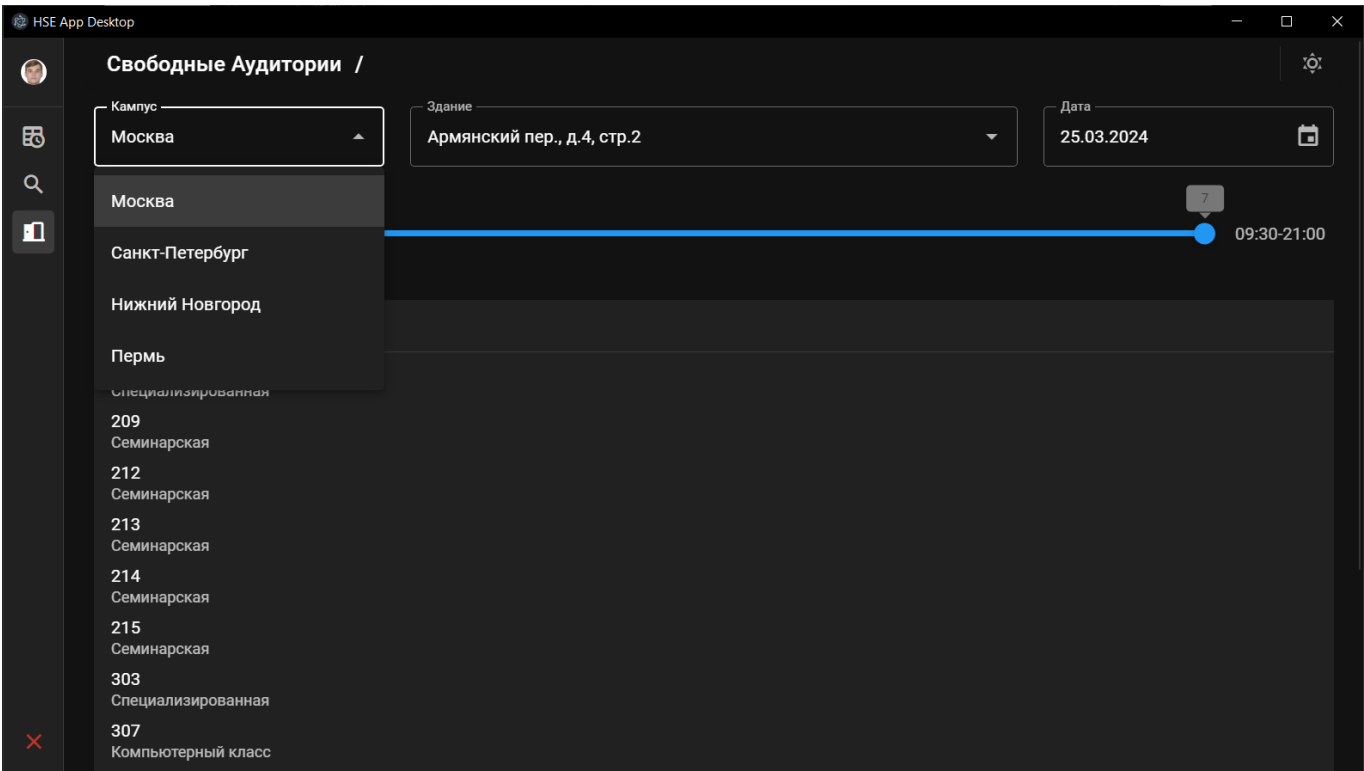 HSE App Desktop
Свободные Аудитории /
Кампус
Москва
Здание
Армянский пер., д.4, стр.2
Дата
25.03.2024
Москва
Санкт-Петербург
Нижний Новгород
Пермь
7
09:30-21:00
Специализированная
209
Семинарская
212
Семинарская
213
Семинарская
214
Семинарская
215
Семинарская
303
Специализированная
307
Компьютерный класс